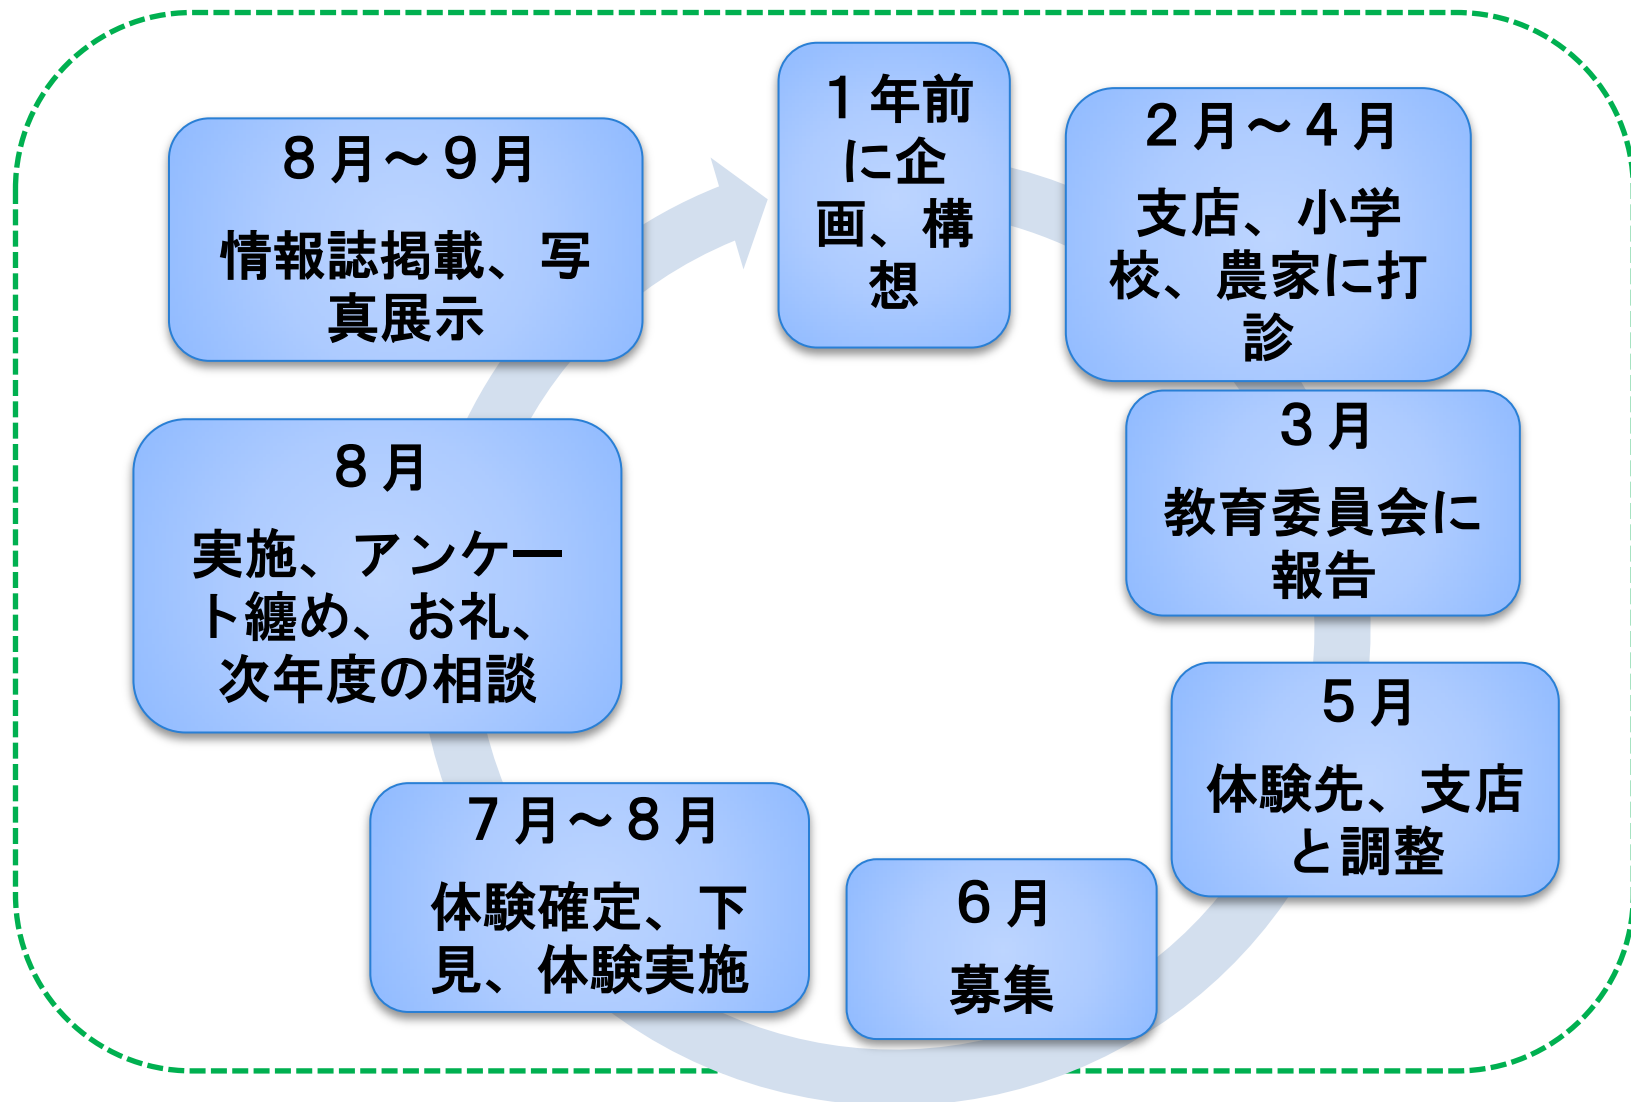 １年前
に企
画、構
想
２月～４月
支店、小学
校、農家に打
診
３月
教育委員会に
報告
５月
体験先、支店
と調整
６月
募集
７月～８月
体験確定、下
見、体験実施
８月
実施、アンケー
ト纏め、お礼、
次年度の相談
８月～９月
情報誌掲載、写
真展示